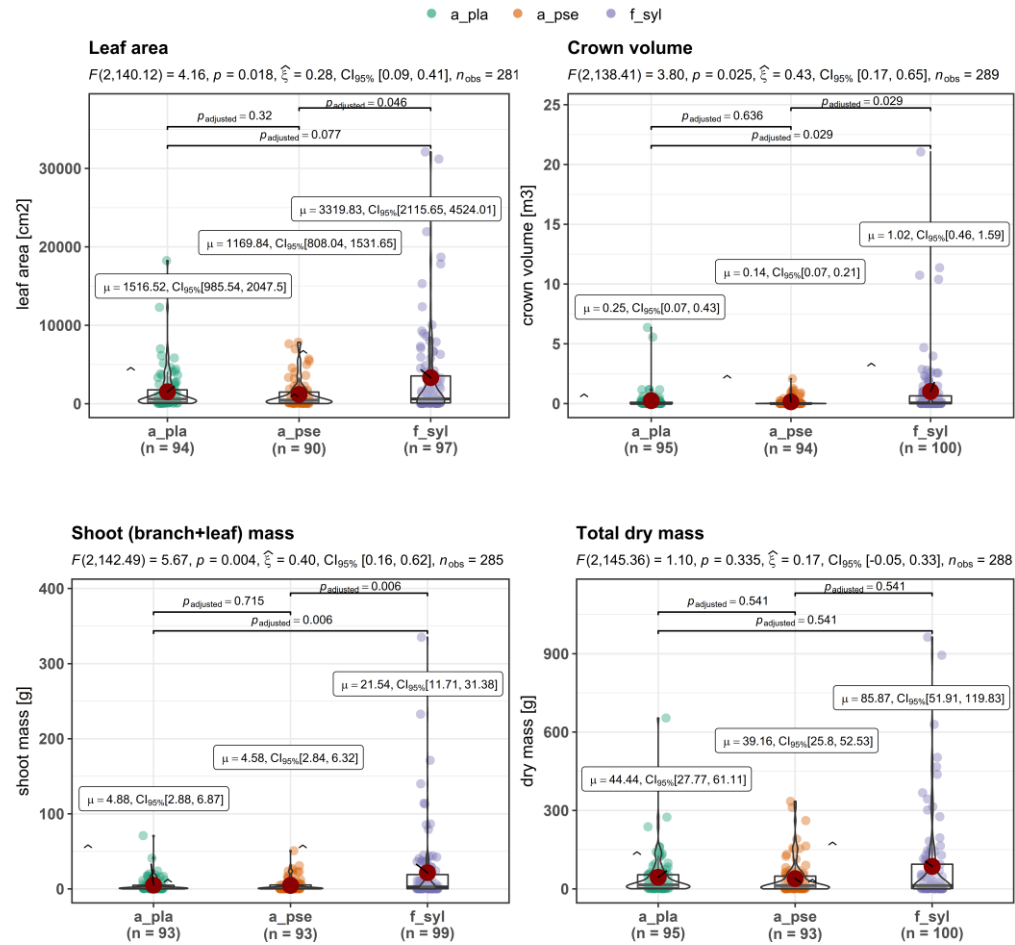 a_pla a_pse f_syl
Leaf area
F(2,140.12) = 4.16, p = 0.018, ξ̂ = 0.28, CI95% [0.09, 0.41], nobs = 281
padjusted = 0.046
padjusted = 0.32
padjusted = 0.077
30000
20000
10000
0
leaf area [cm2]
μ = 3319.83, CI95%[2115.65, 4524.01]
μ = 1169.84, CI95%[808.04, 1531.65]
μ = 1516.52, CI95%[985.54, 2047.5]
a_pla a_pse f_syl
(n = 94) (n = 90) (n = 97)
Crown volume
F(2,138.41) = 3.80, p = 0.025, ξ̂ = 0.43, CI95% [0.17, 0.65], nobs = 289
padjusted = 0.029
padjusted = 0.636
padjusted = 0.029
25
20
15
10
5
0
crown volume [m3]
μ = 1.02, CI95%[0.46, 1.59]
μ = 0.14, CI95%[0.07, 0.21]
μ = 0.25, CI95%[0.07, 0.43]
a_pla a_pse f_syl
(n = 95) (n = 94) (n = 100)
Shoot (branch+leaf) mass
F(2,142.49) = 5.67, p = 0.004, ξ̂ = 0.40, CI95% [0.16, 0.62], nobs = 285
padjusted = 0.006
padjusted = 0.715
padjusted = 0.006
400
300
200
100
0
shoot mass [g]
μ = 21.54, CI95%[11.71, 31.38]
μ = 4.58, CI95%[2.84, 6.32]
μ = 4.88, CI95%[2.88, 6.87]
a_pla a_pse f_syl
(n = 93) (n = 93) (n = 99)
Total dry mass
F(2,145.36) = 1.10, p = 0.335, ξ̂ = 0.17, CI95% [-0.05, 0.33], nobs = 288
padjusted = 0.541
padjusted = 0.541
padjusted = 0.541
900
600
300
0
dry mass [g]
μ = 85.87, CI95%[51.91, 119.83]
μ = 39.16, CI95%[25.8, 52.53]
μ = 44.44, CI95%[27.77, 61.11]
a_pla a_pse f_syl
(n = 95) (n = 93) (n = 100)